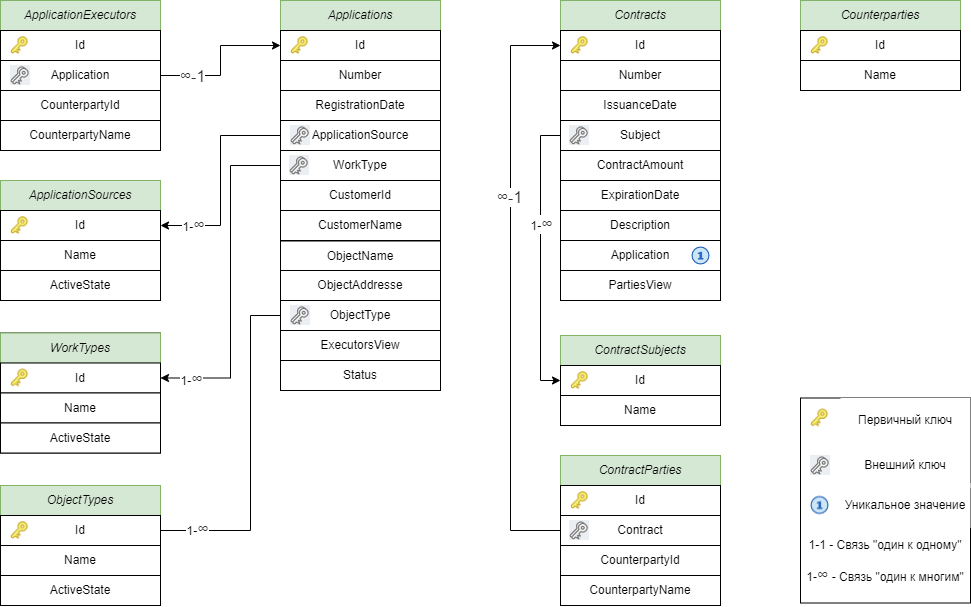 ApplicationExecutors
Id
Application
CounterpartyId
CounterpartyName
∞-1
ApplicationSources
Id
Name
ActiveState
1-∞
WorkTypes
Id
Name
ActiveState
1-∞
ObjectTypes
Id
Name
ActiveState
1-∞
Applications
Id
Number
RegistrationDate
ApplicationSource
WorkType
CustomerId
CustomerName
ObjectName
ObjectAddresse
ObjectType
ExecutorsView
Status
Contracts
Id
Number
IssuanceDate
Subject
ContractAmount
ExpirationDate
Description
Application
1
PartiesView
∞-1
1-∞
ContractSubjects
Id
Name
ContractParties
Id
Contract
CounterpartyId
CounterpartyName
Counterparties
Id
Name
Первичный ключ
Внешний ключ
1 Уникальное значение
1-1 - Связь "один к одному"
1-∞ - Связь "один к многим"